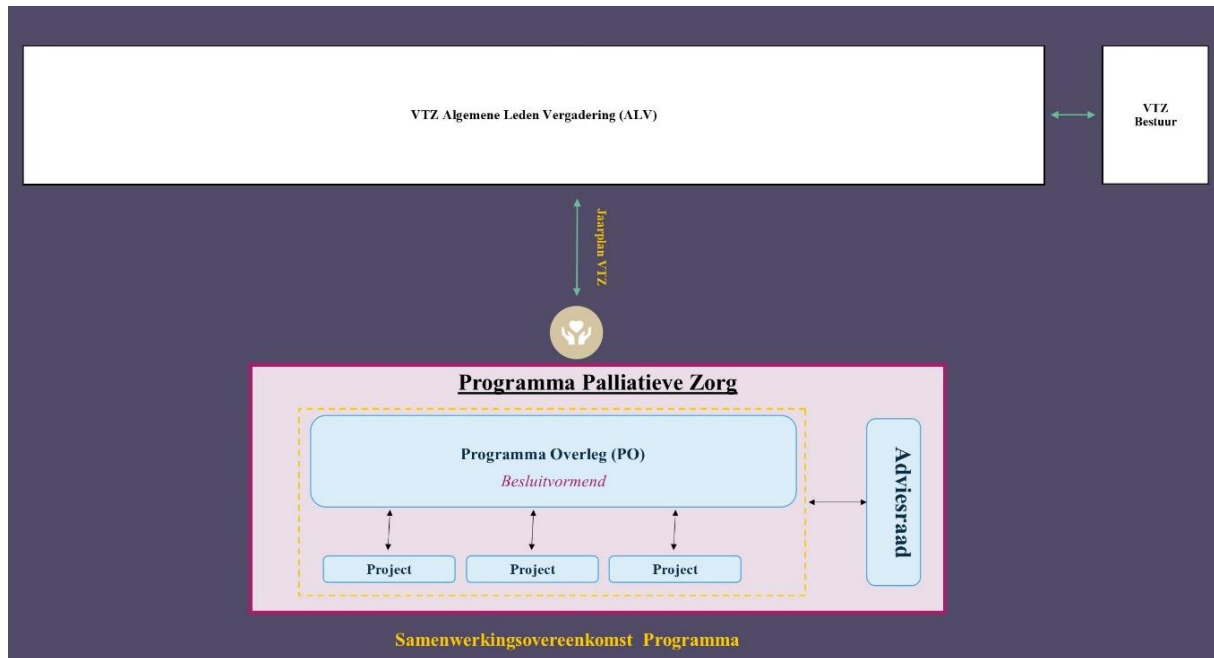 VTZ Algemene Leden Vergadering (ALV)
VTZ
Bestuur
Jaarplan VTZ
Programma Palliatieve Zorg
Programma Overleg (PO)
Besluitvormend
Adviesraad
Project
Project
Project
Samenwerkingsovereenkomst Programma